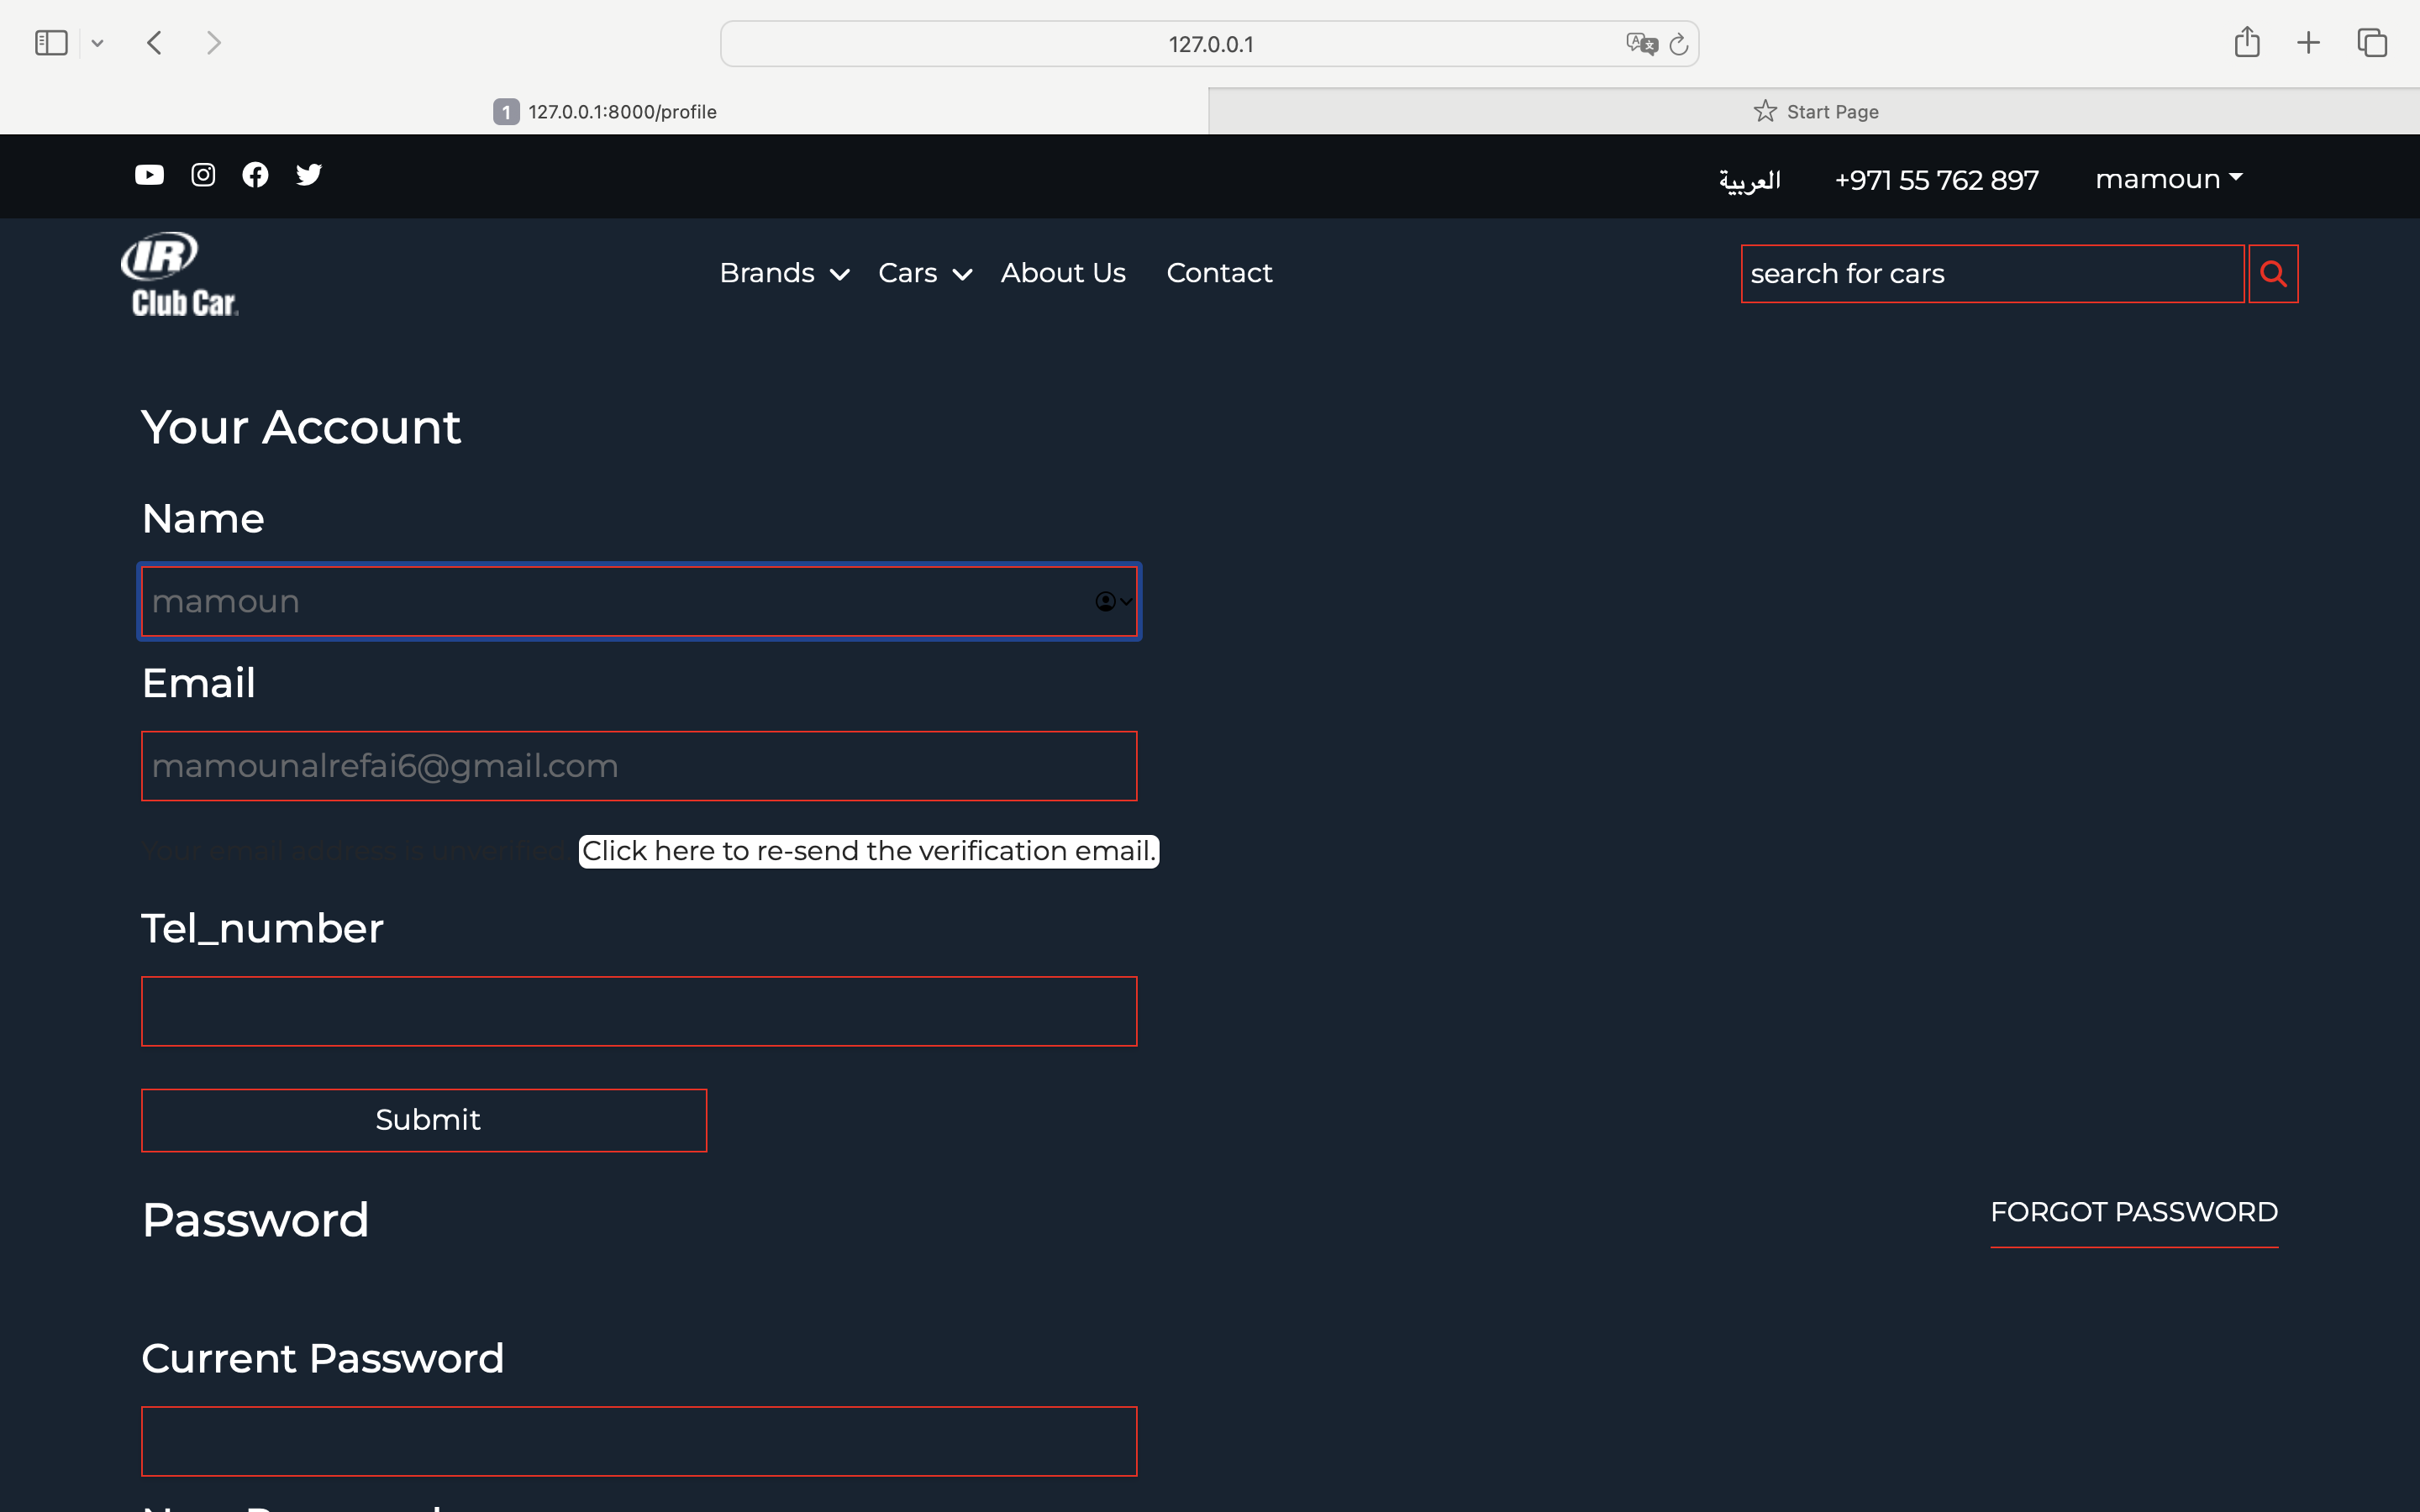 127.0.0.1
1 127.0.0.1:8000/profile
Start Page
العربية
+971 55 762 897
mamoun
IR
Club Car
Brands
Cars
About Us
Contact
search for cars
Your Account
Name
mamoun
Email
mamounalrefai6@gmail.com
Your email address is unverified. Click here to re-send the verification email.
Tel_number
Submit
Password
FORGOT PASSWORD
Current Password